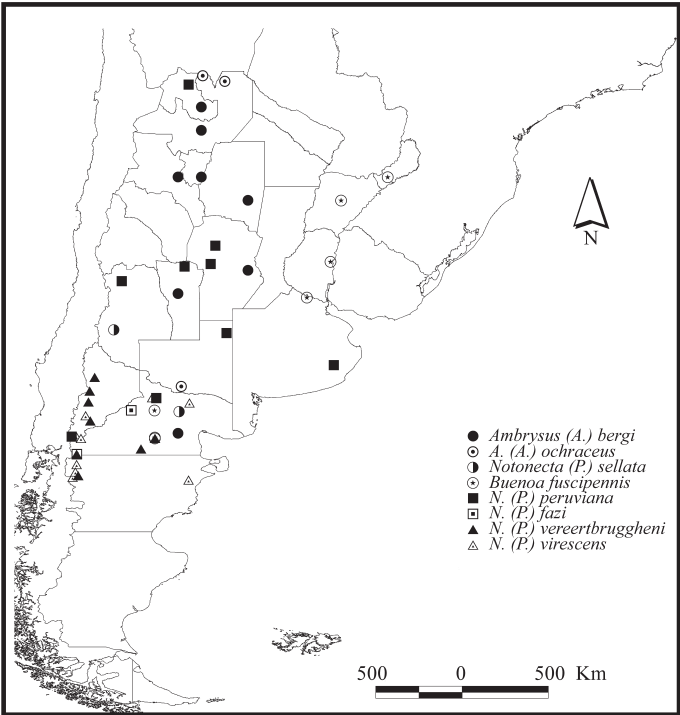 N
Ambrysus (A.) bergi
A. (A.) ochraceus
Notonecta (P.) sellata
Buenoa fuscipennis
N. (P.) peruviana
N. (P.) fazi
N. (P.) vereertbruggheni
N. (P.) virescens
500 0 500 Km